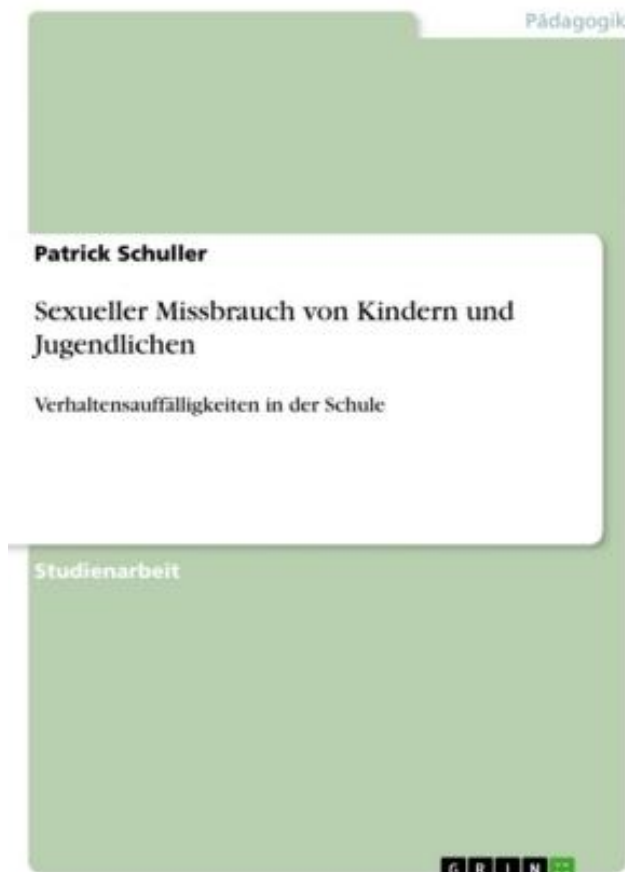 Pädagogik
Patrick Schuller
Sexueller Missbrauch von Kindern und
Jugendlichen
Verhaltensauffälligkeiten in der Schule
Studienarbeit
GRIN